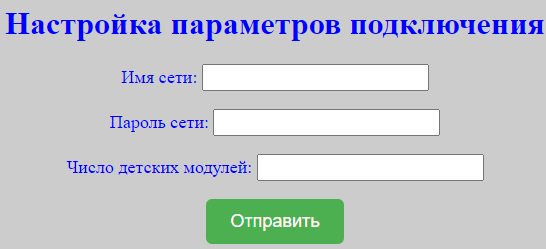 Настройка параметров подключения
Имя сети:
Пароль сети:
Число детских модулей:
Отправить